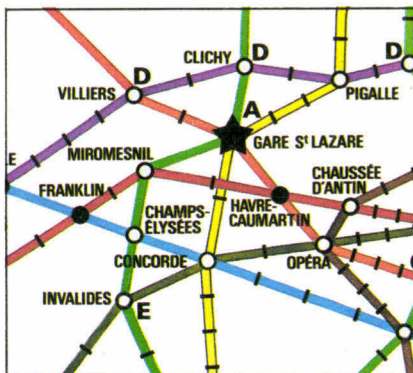 CLICHY
D
D
D
VILLIERS
PIGALLE
A
GARE St LAZARE
MIROMESNIL
CHAUSSÉE
D'ANTIN
FRANKLIN
HAVRE-
CAUMARTIN
CHAMPS-
ÉLYSÉES
CONCORDE
OPÉRA
INVALIDES
E